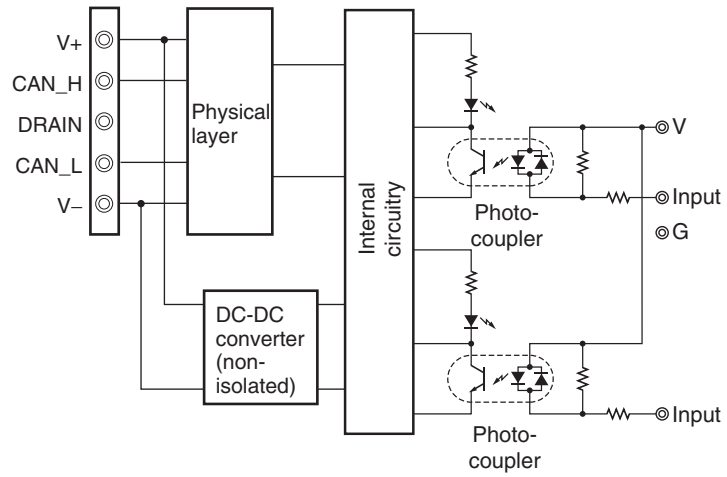 V+
CAN_H
DRAIN
CAN_L
V–
Physical
layer
DC-DC
converter
(non-
isolated)
Internal
circuitry
Photo-
coupler
V
Input
G
Photo-
coupler
Input